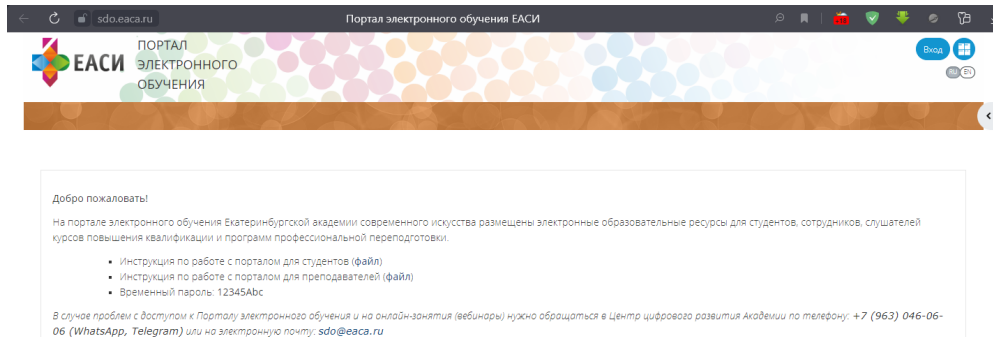 sdo.eaca.ru
Портал электронного обучения ЕАСИ
ЕАСИ
ПОРТАЛ
ЭЛЕКТРОННОГО
ОБУЧЕНИЯ
Вход
RU EN
Добро пожаловать!
На портале электронного обучения Екатеринбургской академии современного искусства размещены электронные образовательные ресурсы для студентов, сотрудников, слушателей
курсов повышения квалификации и программ профессиональной переподготовки.
Инструкция по работе с порталом для студентов (файл)
Инструкция по работе с порталом для преподавателей (файл)
Временный пароль: 12345Abc
В случае проблем с доступом к Порталу электронного обучения и на онлайн-занятия (вебинары) нужно обращаться в Центр цифрового развития Академии по телефону: +7 (963) 046-06-
06 (WhatsApp, Telegram) или на электронную почту: sdo@eaca.ru